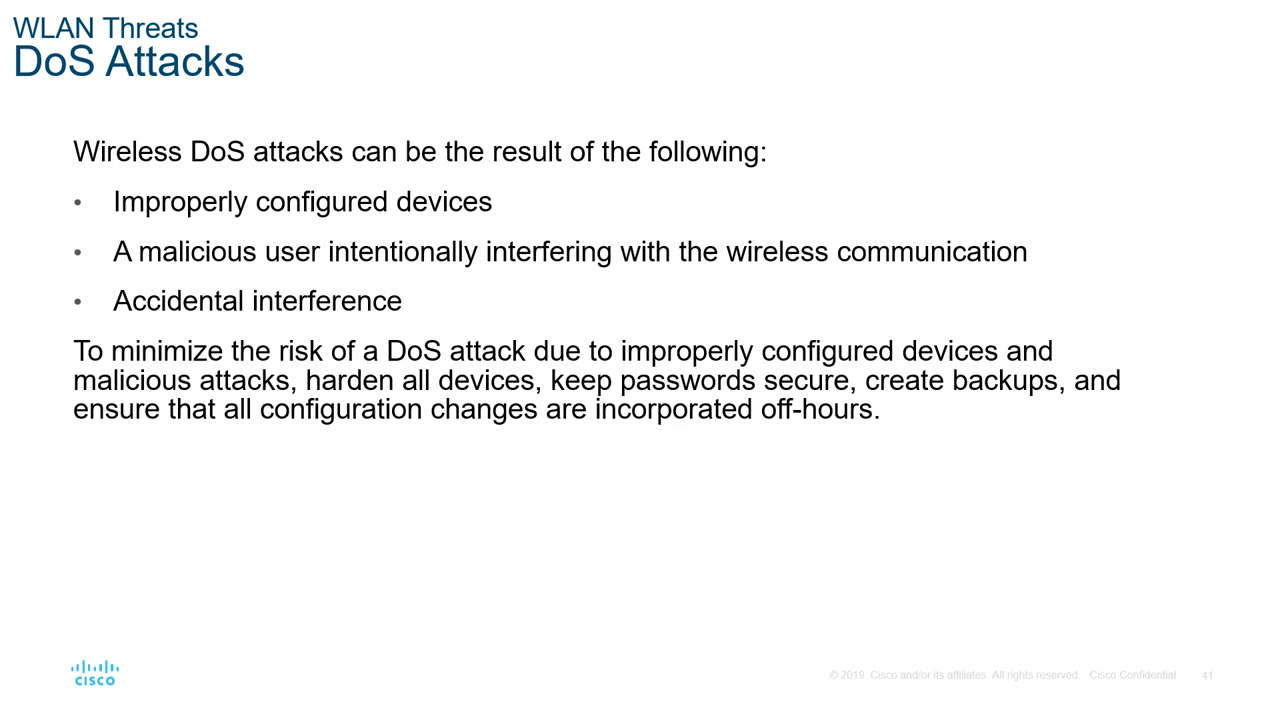 WLAN Threats
DoS Attacks
Wireless DoS attacks can be the result of the following:
• Improperly configured devices
• A malicious user intentionally interfering with the wireless communication
• Accidental interference
To minimize the risk of a DoS attack due to improperly configured devices and
malicious attacks, harden all devices, keep passwords secure, create backups, and
ensure that all configuration changes are incorporated off-hours.
CISCO
© 2019 Cisco and/or its affiliates. All rights reserved. Cisco Confidential 41